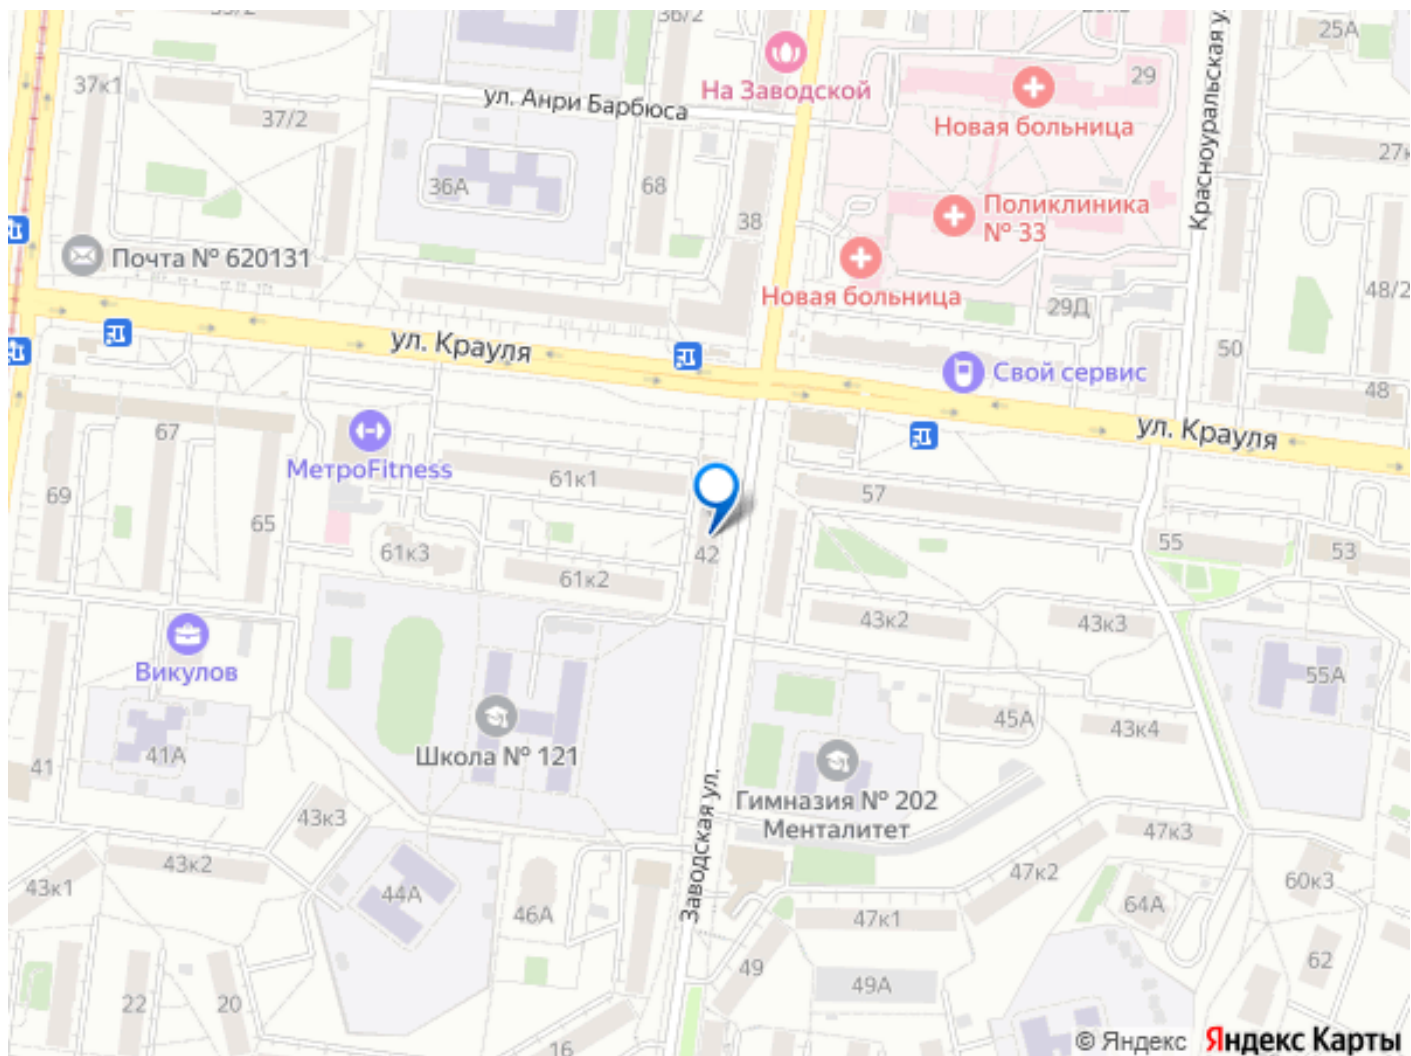 36/2
25А
На Заводской
29
37к1
37/2
ул. Анри Барбюса
Новая больница
Красноуральская ул.
36А
68
38
Поликлиника
№ 33
Почта № 620131
Новая больница
29Д
48/2
ул. Крауля
50
Свой сервис
48
67
ул. Крауля
МетроFitness
61к1
57
69
65
61к3
42
55
53
61к2
43к2
43к3
Викулов
55А
41А
Школа № 121
45А
43к4
41
Гимназия № 202
Менталитет
43к3
47к3
43к2
Заводская ул.
47к2
43к1
44А
60к3
46А
47к1
64А
49
62
49А
22
20
16
© Яндекс
Яндекс Карты